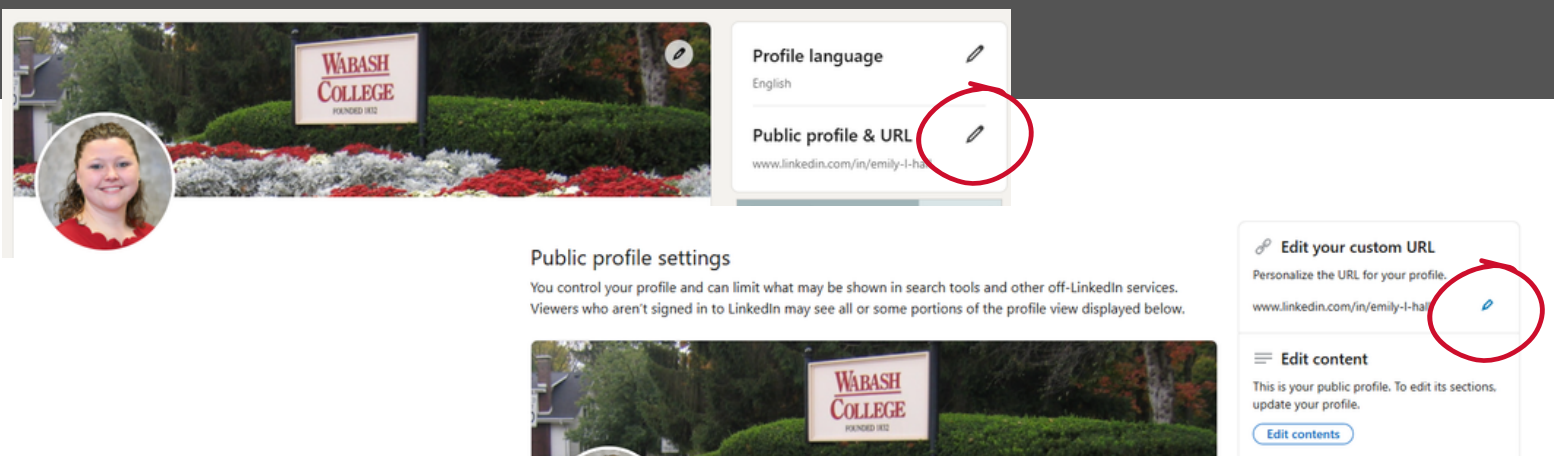 WABASH
COLLEGE
FOUNDED 1832
Profile language
English
Public profile & URL
www.linkedin.com/in/emily-l-hall
Public profile settings
You control your profile and can limit what may be shown in search tools and other off-LinkedIn services.
Viewers who aren't signed in to LinkedIn may see all or some portions of the profile view displayed below.
Edit your custom URL
Personalize the URL for your profile.
www.linkedin.com/in/emily-l-hall
Edit content
This is your public profile. To edit its sections,
update your profile.
Edit contents
WABASH
COLLEGE
FOUNDED 1832